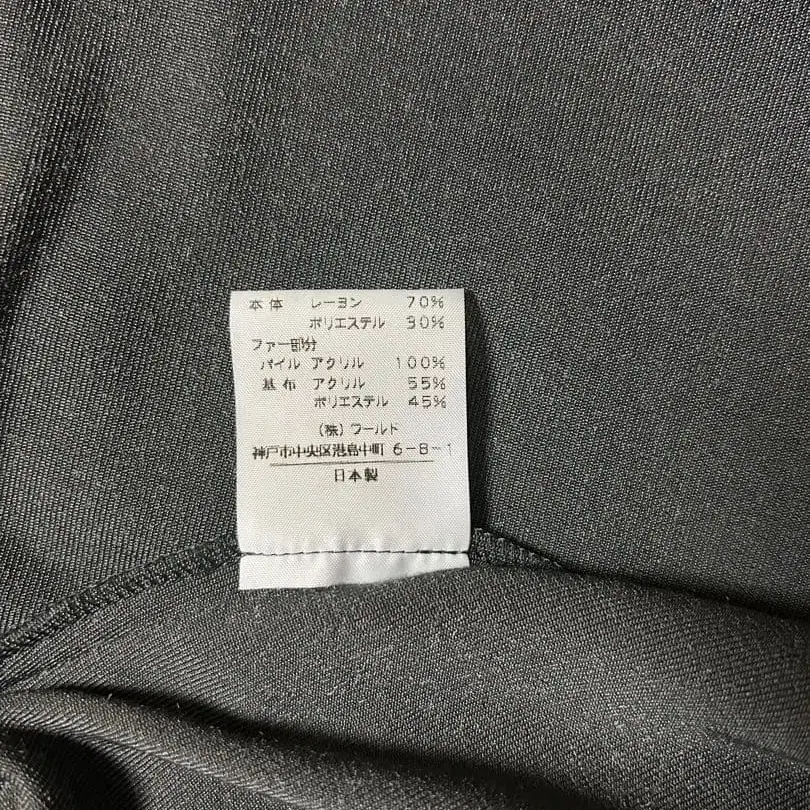 本体 レーヨン 70%
ポリエステル 30%
ファー部分
パイル アクリル 100%
基布 アクリル 55%
ポリエステル 45%
(株)ワールド
神戸市中央区港島中町 6-8-1
日本製